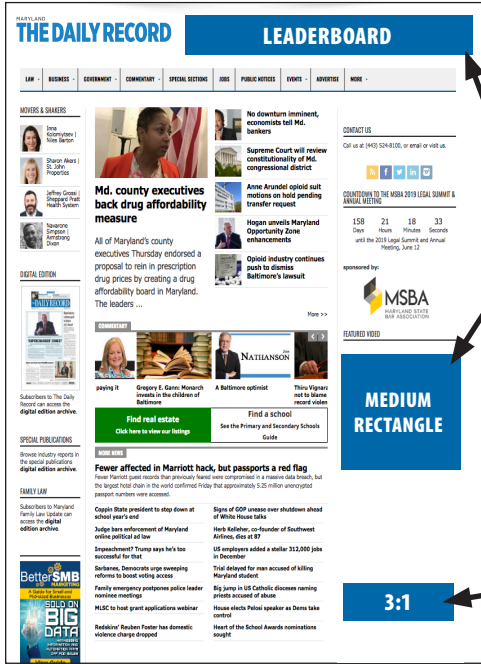 MARYLAND
THE DAILY RECORD
LEADERBOARD
LAW
BUSINESS
GOVERNMENT
COMMENTARY
SPECIAL SECTIONS
JOBS
PUBLIC NOTICES
EVENTS
ADVERTISE
MORE
MOVERS & SHAKERS
Inna
Kolomiytsev |
Niles Barton
Sharon Akers |
St. John
Properties
Jeffrey Grossi |
Sheppard Pratt
Health System
Navarone
Simpson |
Armstrong
Dixon
DIGITAL EDITION
DAILY RECORD
Subscribers to The Daily
Record can access the
digital edition archive.
SPECIAL PUBLICATIONS
Browse industry reports in
the special publications
digital edition archive.
FAMILY LAW
Subscribers to Maryland
Family Law Update can
access the digital
edition archive.
BetterSMB
MARKETING
A Guide for Small and
Mid-sized Businesses
SOLD ON
BIG
DATA
Md. county executives
back drug affordability
measure
All of Maryland's county
executives Thursday endorsed a
proposal to rein in prescription
drug prices by creating a drug
affordability board in Maryland.
The leaders ...
No downturn imminent,
economists tell Md.
bankers
Supreme Court will review
constitutionality of Md.
congressional district
Anne Arundel opioid suit
motions on hold pending
transfer request
Hogan unveils Maryland
Opportunity Zone
enhancements
Opioid industry continues
push to dismiss
Baltimore's lawsuit
More >>
COMMENTARY
NATHANSON
paying it
Gregory E. Gann: Monarch
invests in the children of
Baltimore
A Baltimore optimist
Thiru Vignara
not to blame
record violen
Find real estate
Click here to view our listings
Find a school
See the Primary and Secondary Schools
Guide
MORE NEWS
Fewer affected in Marriott hack, but passports a red flag
Fewer Marriott guest records than previously feared were compromised in a massive data breach, but
the largest hotel chain in the world confirmed Friday that approximately 5.25 million unencrypted
passport numbers were accessed.
Coppin State president to step down at
school year's end
Judge bars enforcement of Maryland
online political ad law
Impeachment? Trump says he's too
successful for that
Sarbanes, Democrats urge sweeping
reforms to boost voting access
Family emergency postpones police leader
nominee meetings
MLSC to host grant applications webinar
Redskins' Reuben Foster has domestic
violence charge dropped
Signs of GOP unease over shutdown ahead
of White House talks
Herb Kelleher, co-founder of Southwest
Airlines, dies at 87
US employers added a stellar 312,000 jobs
in December
Trial delayed for man accused of killing
Maryland student
Big jump in US Catholic dioceses naming
priests accused of abuse
House elects Pelosi speaker as Dems take
control
Heart of the School Awards nominations
sought
CONTACT US
Call us at (443) 524-8100, or email or visit us.
COUNTDOWN TO THE MSBA 2019 LEGAL SUMMIT &
ANNUAL MEETING
158 21 18 33
Days Hours Minutes Seconds
until the 2019 Legal Summit and Annual
Meeting, June 12
sponsored by:
MSBA
MARYLAND STATE
BAR ASSOCIATION
FEATURED VIDEO
MEDIUM
RECTANGLE
3:1